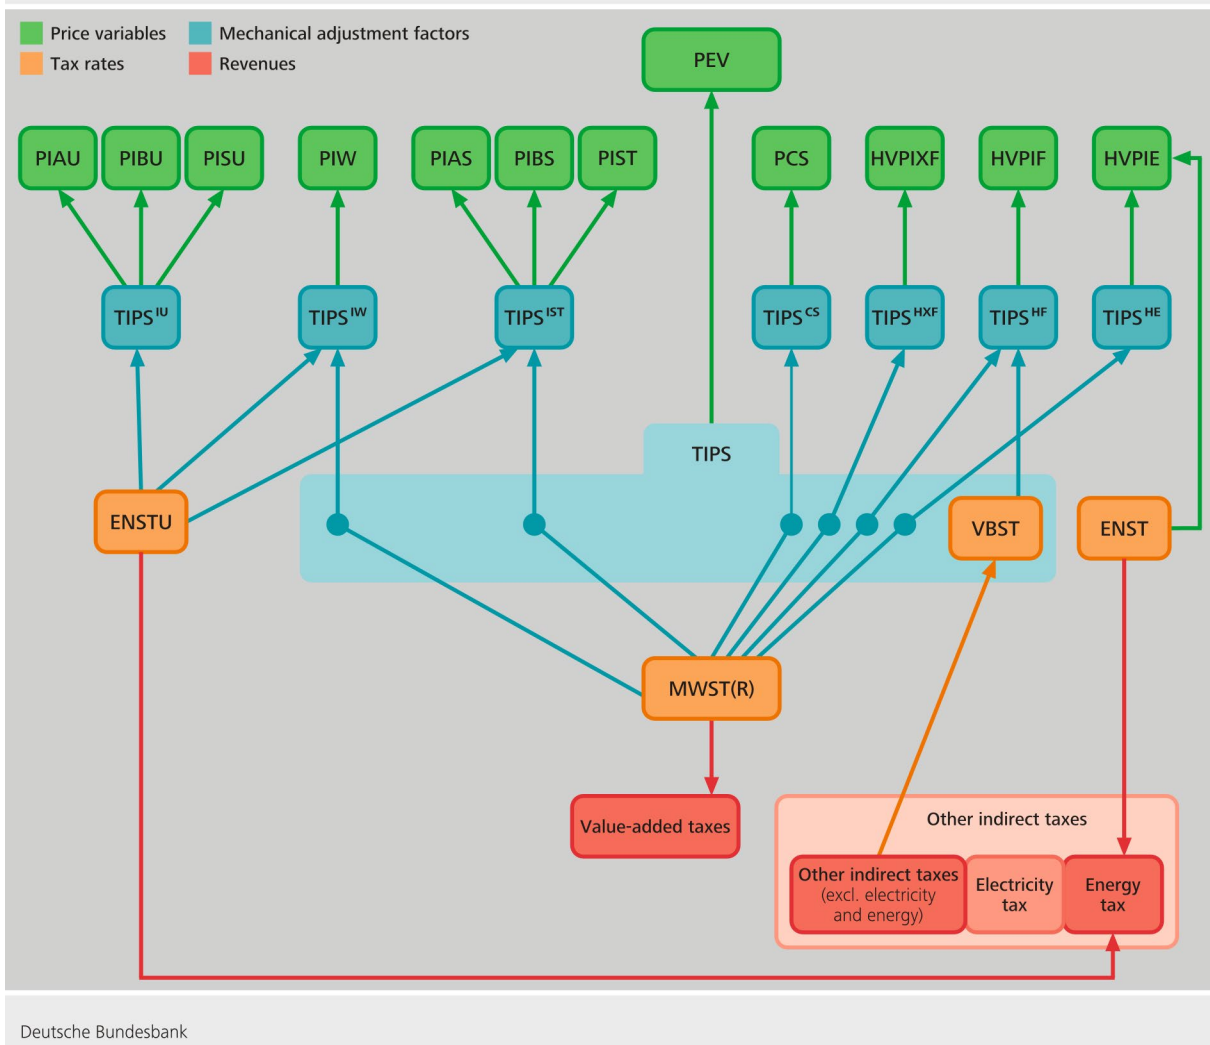 Price variables
Mechanical adjustment factors
Tax rates
Revenues
PEV
PIAU
PIBU
PISU
PIW
PIAS
PIBS
PIST
PCS
HVPIXF
HVPIF
HVPIE
TIPS^IU
TIPS^IW
TIPS^IST
TIPS^CS
TIPS^HXF
TIPS^HF
TIPS^HE
TIPS
ENSTU
VBST
ENST
MWST(R)
Value-added taxes
Other indirect taxes
Other indirect taxes
(excl. electricity
and energy)
Electricity
tax
Energy
tax
Deutsche Bundesbank